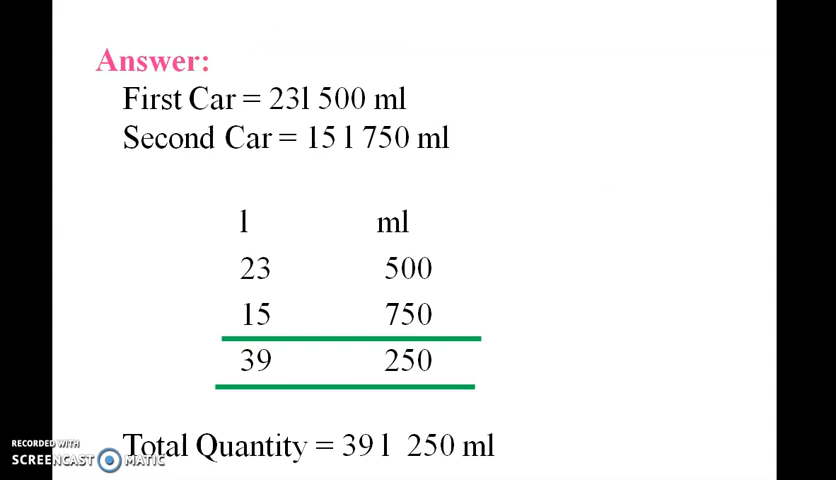 Answer:
First Car = 23l 500 ml
Second Car = 15 l 750 ml
l ml
23 500
15 750
39 250
Total Quantity = 39 l 250 ml
RECORDED WITH
SCREENCAST MATIC